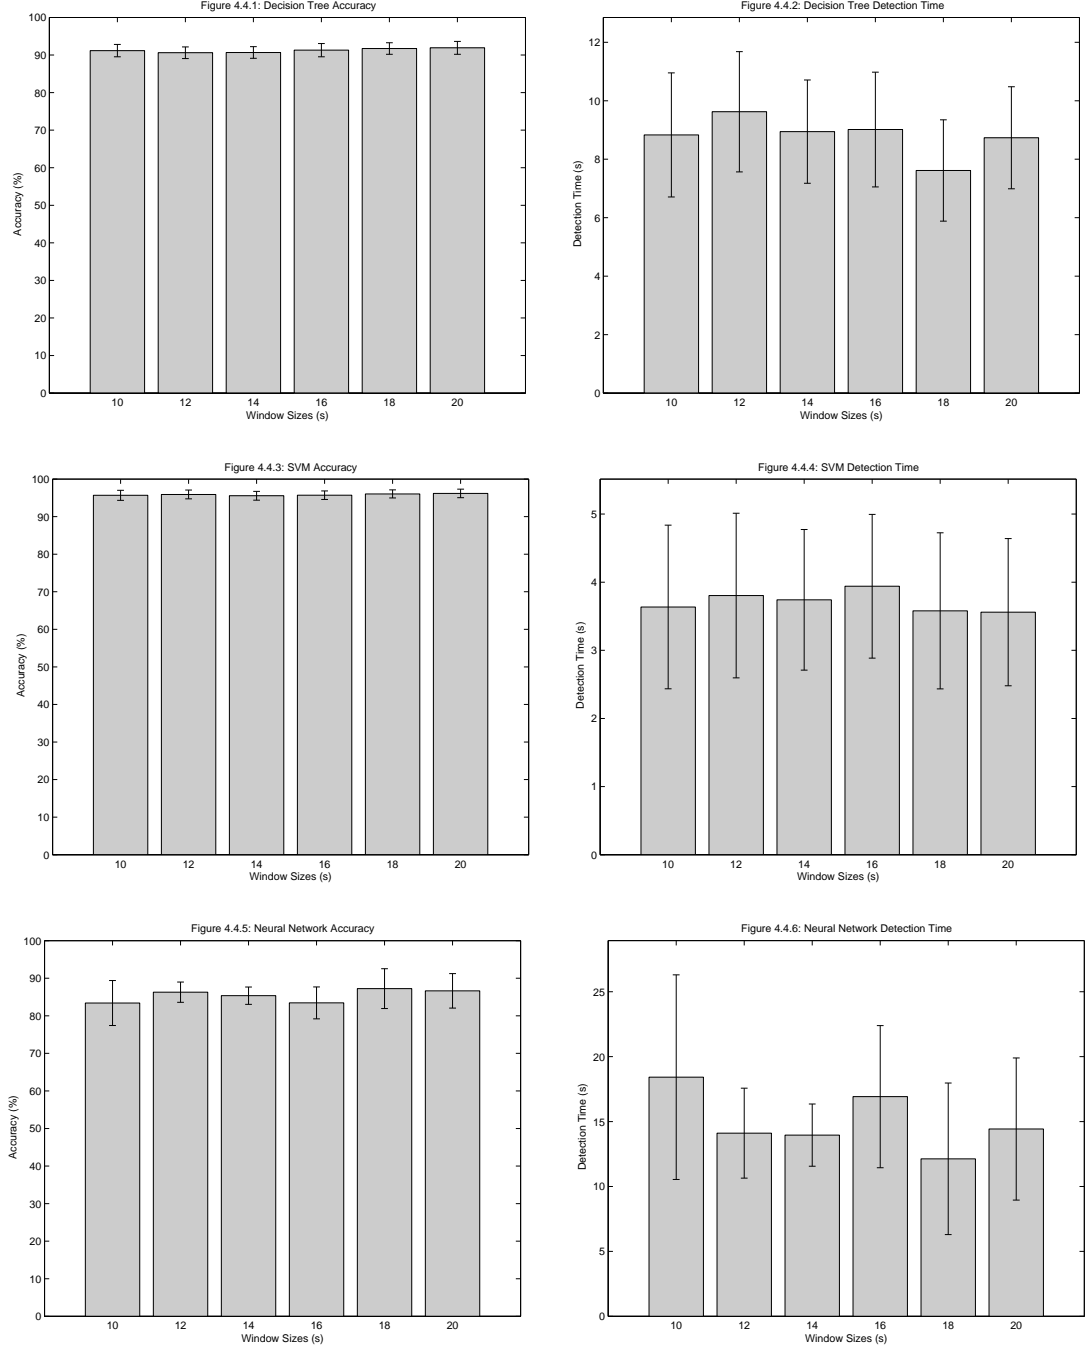 Figure 4.4.1: Decision Tree Accuracy
100
90
80
70
60
50
40
30
20
10
0
Accuracy (%)
10 12 14 16 18 20
Window Sizes (s)
Figure 4.4.2: Decision Tree Detection Time
12
10
8
6
4
2
0
Detection Time (s)
10 12 14 16 18 20
Window Sizes (s)
Figure 4.4.3: SVM Accuracy
100
90
80
70
60
50
40
30
20
10
0
Accuracy (%)
10 12 14 16 18 20
Window Sizes (s)
Figure 4.4.4: SVM Detection Time
5
4
3
2
1
0
Detection Time (s)
10 12 14 16 18 20
Window Sizes (s)
Figure 4.4.5: Neural Network Accuracy
100
90
80
70
60
50
40
30
20
10
0
Accuracy (%)
10 12 14 16 18 20
Window Sizes (s)
Figure 4.4.6: Neural Network Detection Time
25
20
15
10
5
0
Detection Time (s)
10 12 14 16 18 20
Window Sizes (s)